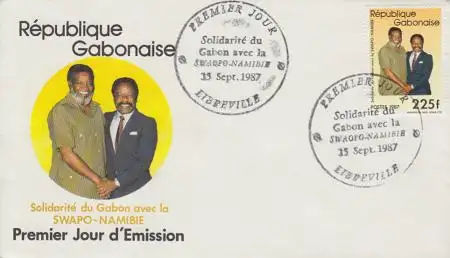 République
Gabonaise
PREMIER JOUR
Solidarité du
Gabon avec la
SWAPO-NAMIBIE
15 Sept. 1987
LIBREVILLE
République
Gabonaise
POSTES 1987
225f
PREMIER JOUR
Solidarité du
Gabon avec la
SWAPO-NAMIBIE
15 Sept. 1987
LIBREVILLE
Solidarité du Gabon avec la
SWAPO-NAMIBIE
Premier Jour d'Emission